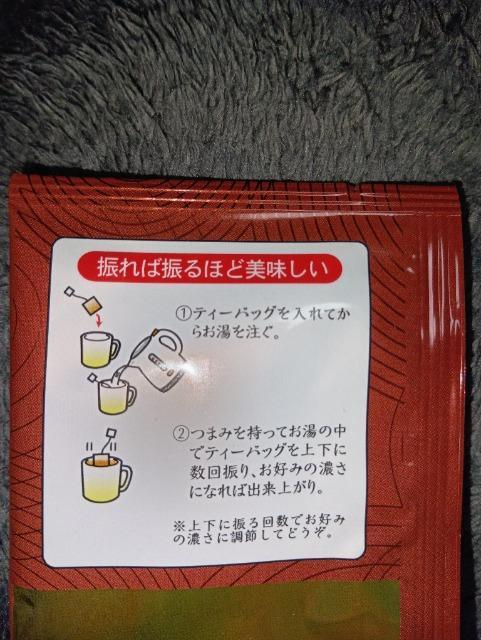 振れば振るほど美味しい
①ティーバッグを入れてか
らお湯を注ぐ。
②つまみを持ってお湯の中
でティーバッグを上下に
数回振り、お好みの濃さ
になれば出来上がり。
※上下に振る回数でお好み
の濃さに調節してどうぞ。